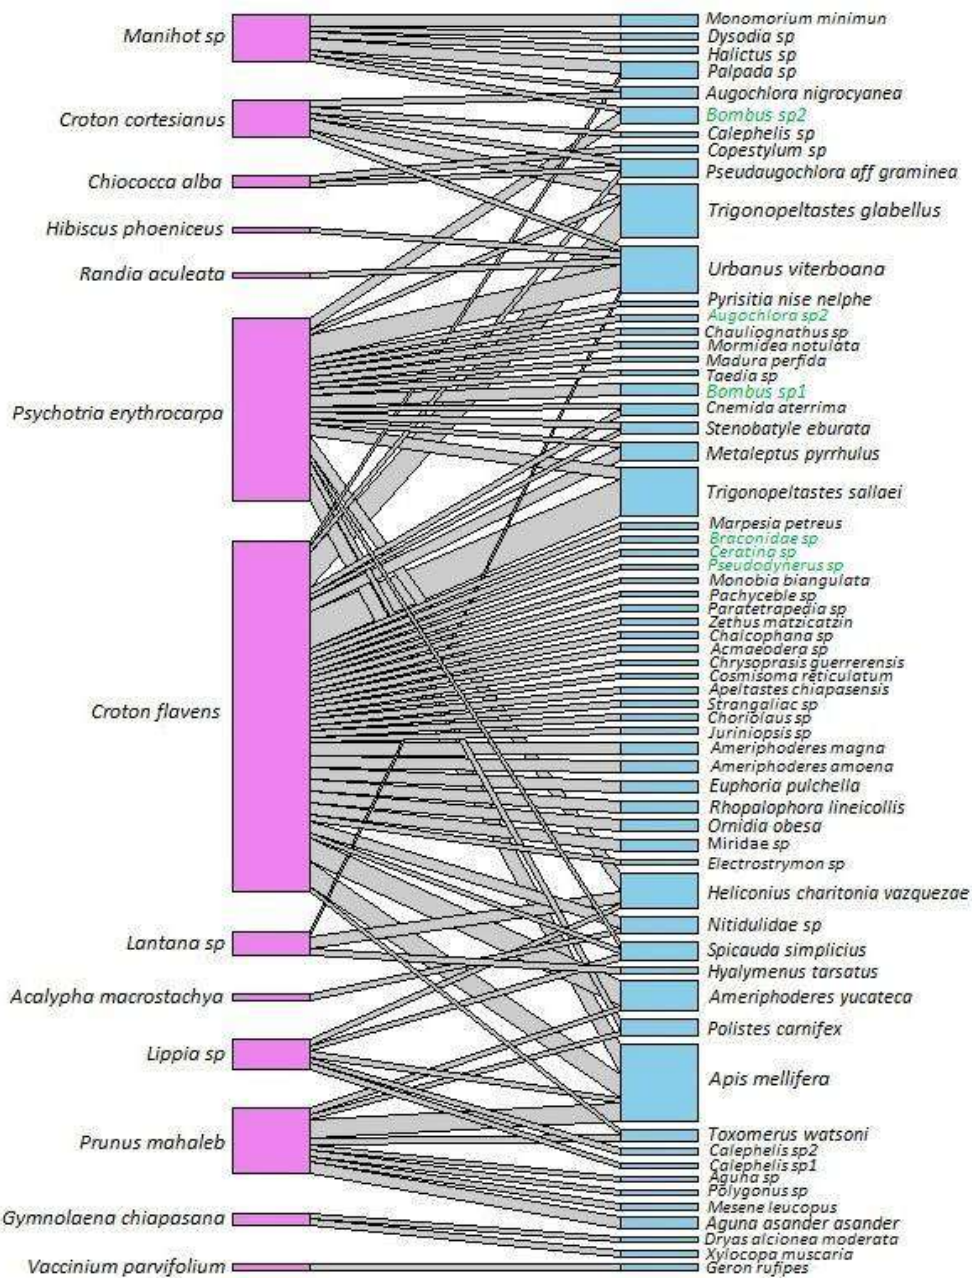 Manihot sp
Croton cortesianus
Chiococca alba
Hibiscus phoeniceus
Randia aculeata
Psychotria erythrocarpa
Croton flavens
Lantana sp
Acalypha macrostachya
Lippia sp
Prunus mahaleb
Gymnolaena chiapasana
Vaccinium parvifolium
Monomorium minimun
Dysodia sp
Halictus sp
Palpada sp
Augochlora nigrocyanea
Bombus sp2
Calephelis sp
Copestylum sp
Pseudaugochlora aff graminea
Trigonopeltastes glabellus
Urbanus viterboana
Pyrisitia nise nelphe
Augochlora sp2
Chauliognathus sp
Mormidea notulata
Madura perfida
Taedia sp
Bombus sp1
Cnemida aterrima
Stenobatyle eburata
Metaleptus pyrrhulus
Trigonopeltastes sallaei
Marpesia petreus
Braconidae sp
Ceratina sp
Pseudodynerus sp
Monobia biangulata
Pachyceble sp
Paratetrapedia sp
Zethus matzicatzin
Chalcophana sp
Acmaeodera sp
Chrysoprasis guerrerensis
Cosmisoma reticulatum
Apeltastes chiapasensis
Strangaliac sp
Choriolaus sp
Juriniopsis sp
Ameriphoderes magna
Ameriphoderes amoena
Euphoria pulchella
Rhopalophora lineicollis
Ornidia obesa
Miridae sp
Electrostrymon sp
Heliconius charitonia vazquezae
Nitidulidae sp
Spicauda simplicius
Hyalymenus tarsatus
Ameriphoderes yucateca
Polistes carnifex
Apis mellifera
Toxomerus watsoni
Calephelis sp2
Calephelis sp1
Aguna sp
Polygonus sp
Mesene leucopus
Aguna asander asander
Dryas alcionea moderata
Xylocopa muscaria
Geron rufipes